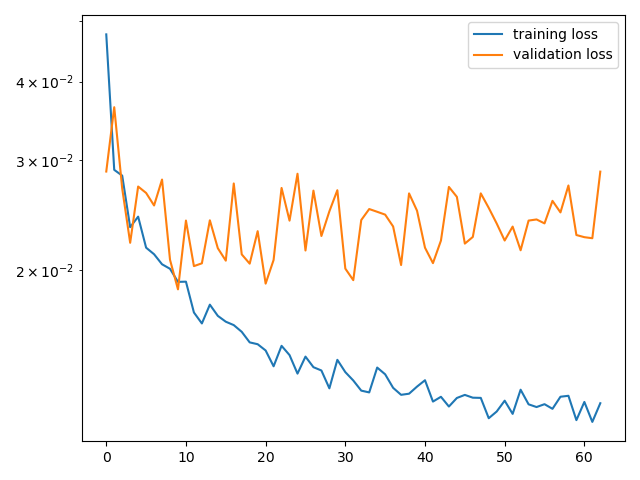 training loss
validation loss
4 × 10⁻²
3 × 10⁻²
2 × 10⁻²
0 10 20 30 40 50 60